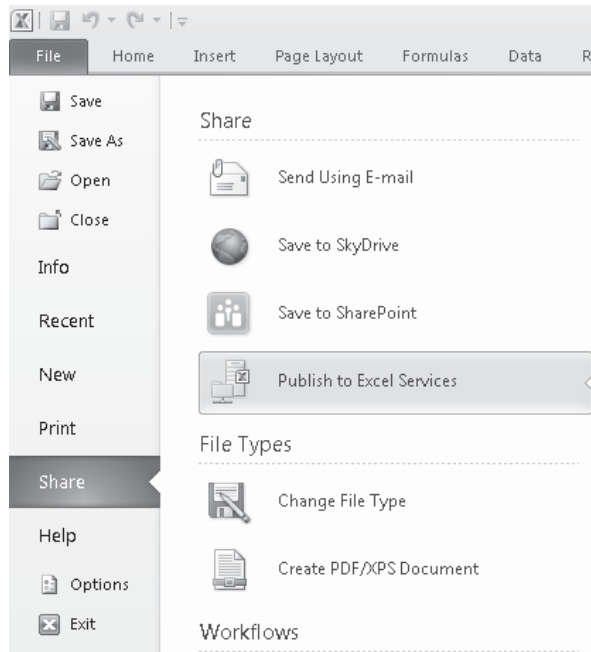 File Home Insert Page Layout Formulas Data R
Save
Save As
Open
Close
Info
Recent
New
Print
Share
Help
Options
Exit
Share
Send Using E-mail
Save to SkyDrive
Save to SharePoint
Publish to Excel Services
File Types
Change File Type
Create PDF/XPS Document
Workflows